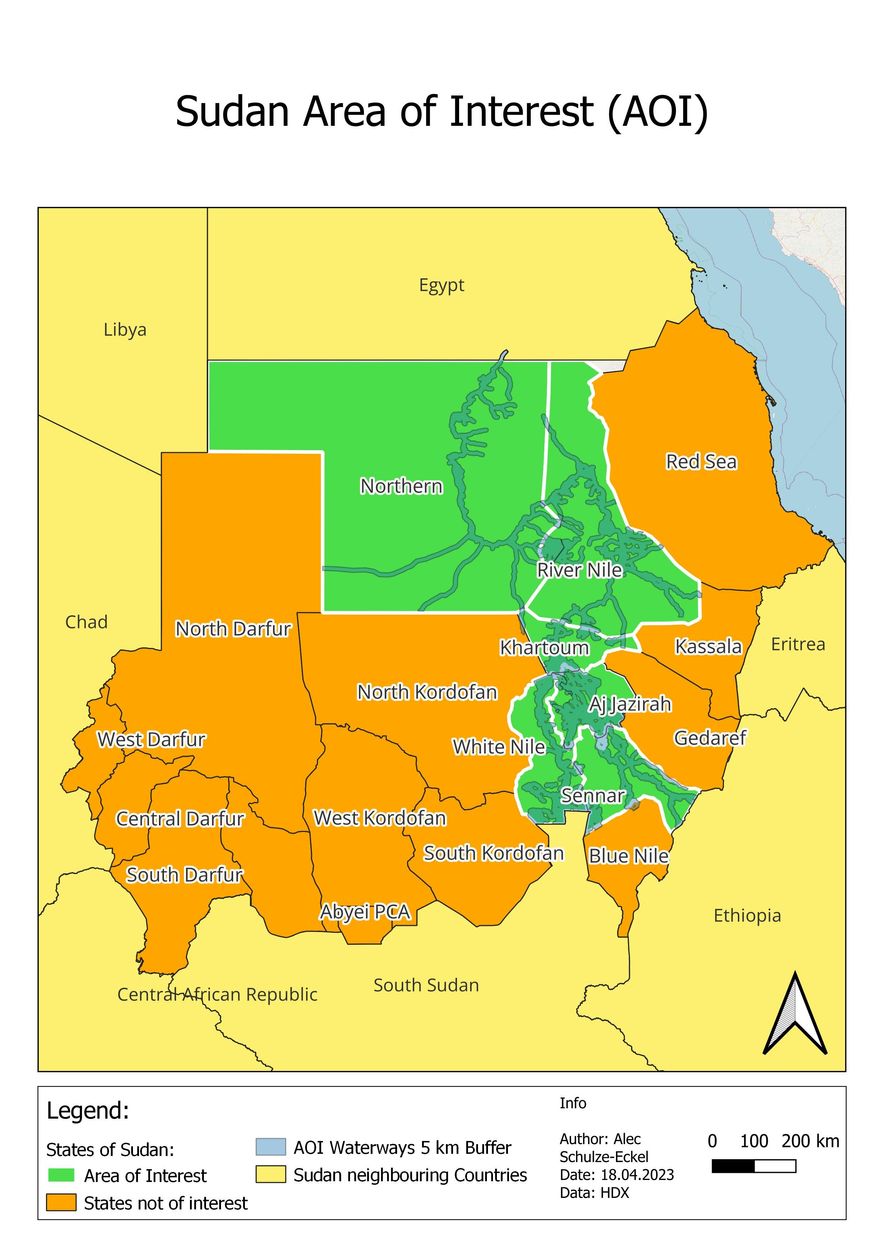 Sudan Area of Interest (AOI)
Egypt
Libya
Red Sea
Northern
River Nile
Chad
North Darfur
Khartoum
Kassala
Eritrea
North Kordofan
Aj Jazirah
West Darfur
White Nile
Gedaref
Sennar
Central Darfur
West Kordofan
South Kordofan
Blue Nile
South Darfur
Abyei PCA
Ethiopia
South Sudan
Central African Republic
Legend:
States of Sudan:
Area of Interest
States not of interest
AOI Waterways 5 km Buffer
Sudan neighbouring Countries
Info
Author: Alec
Schulze-Eckel
Date: 18.04.2023
Data: HDX
0 100 200 km